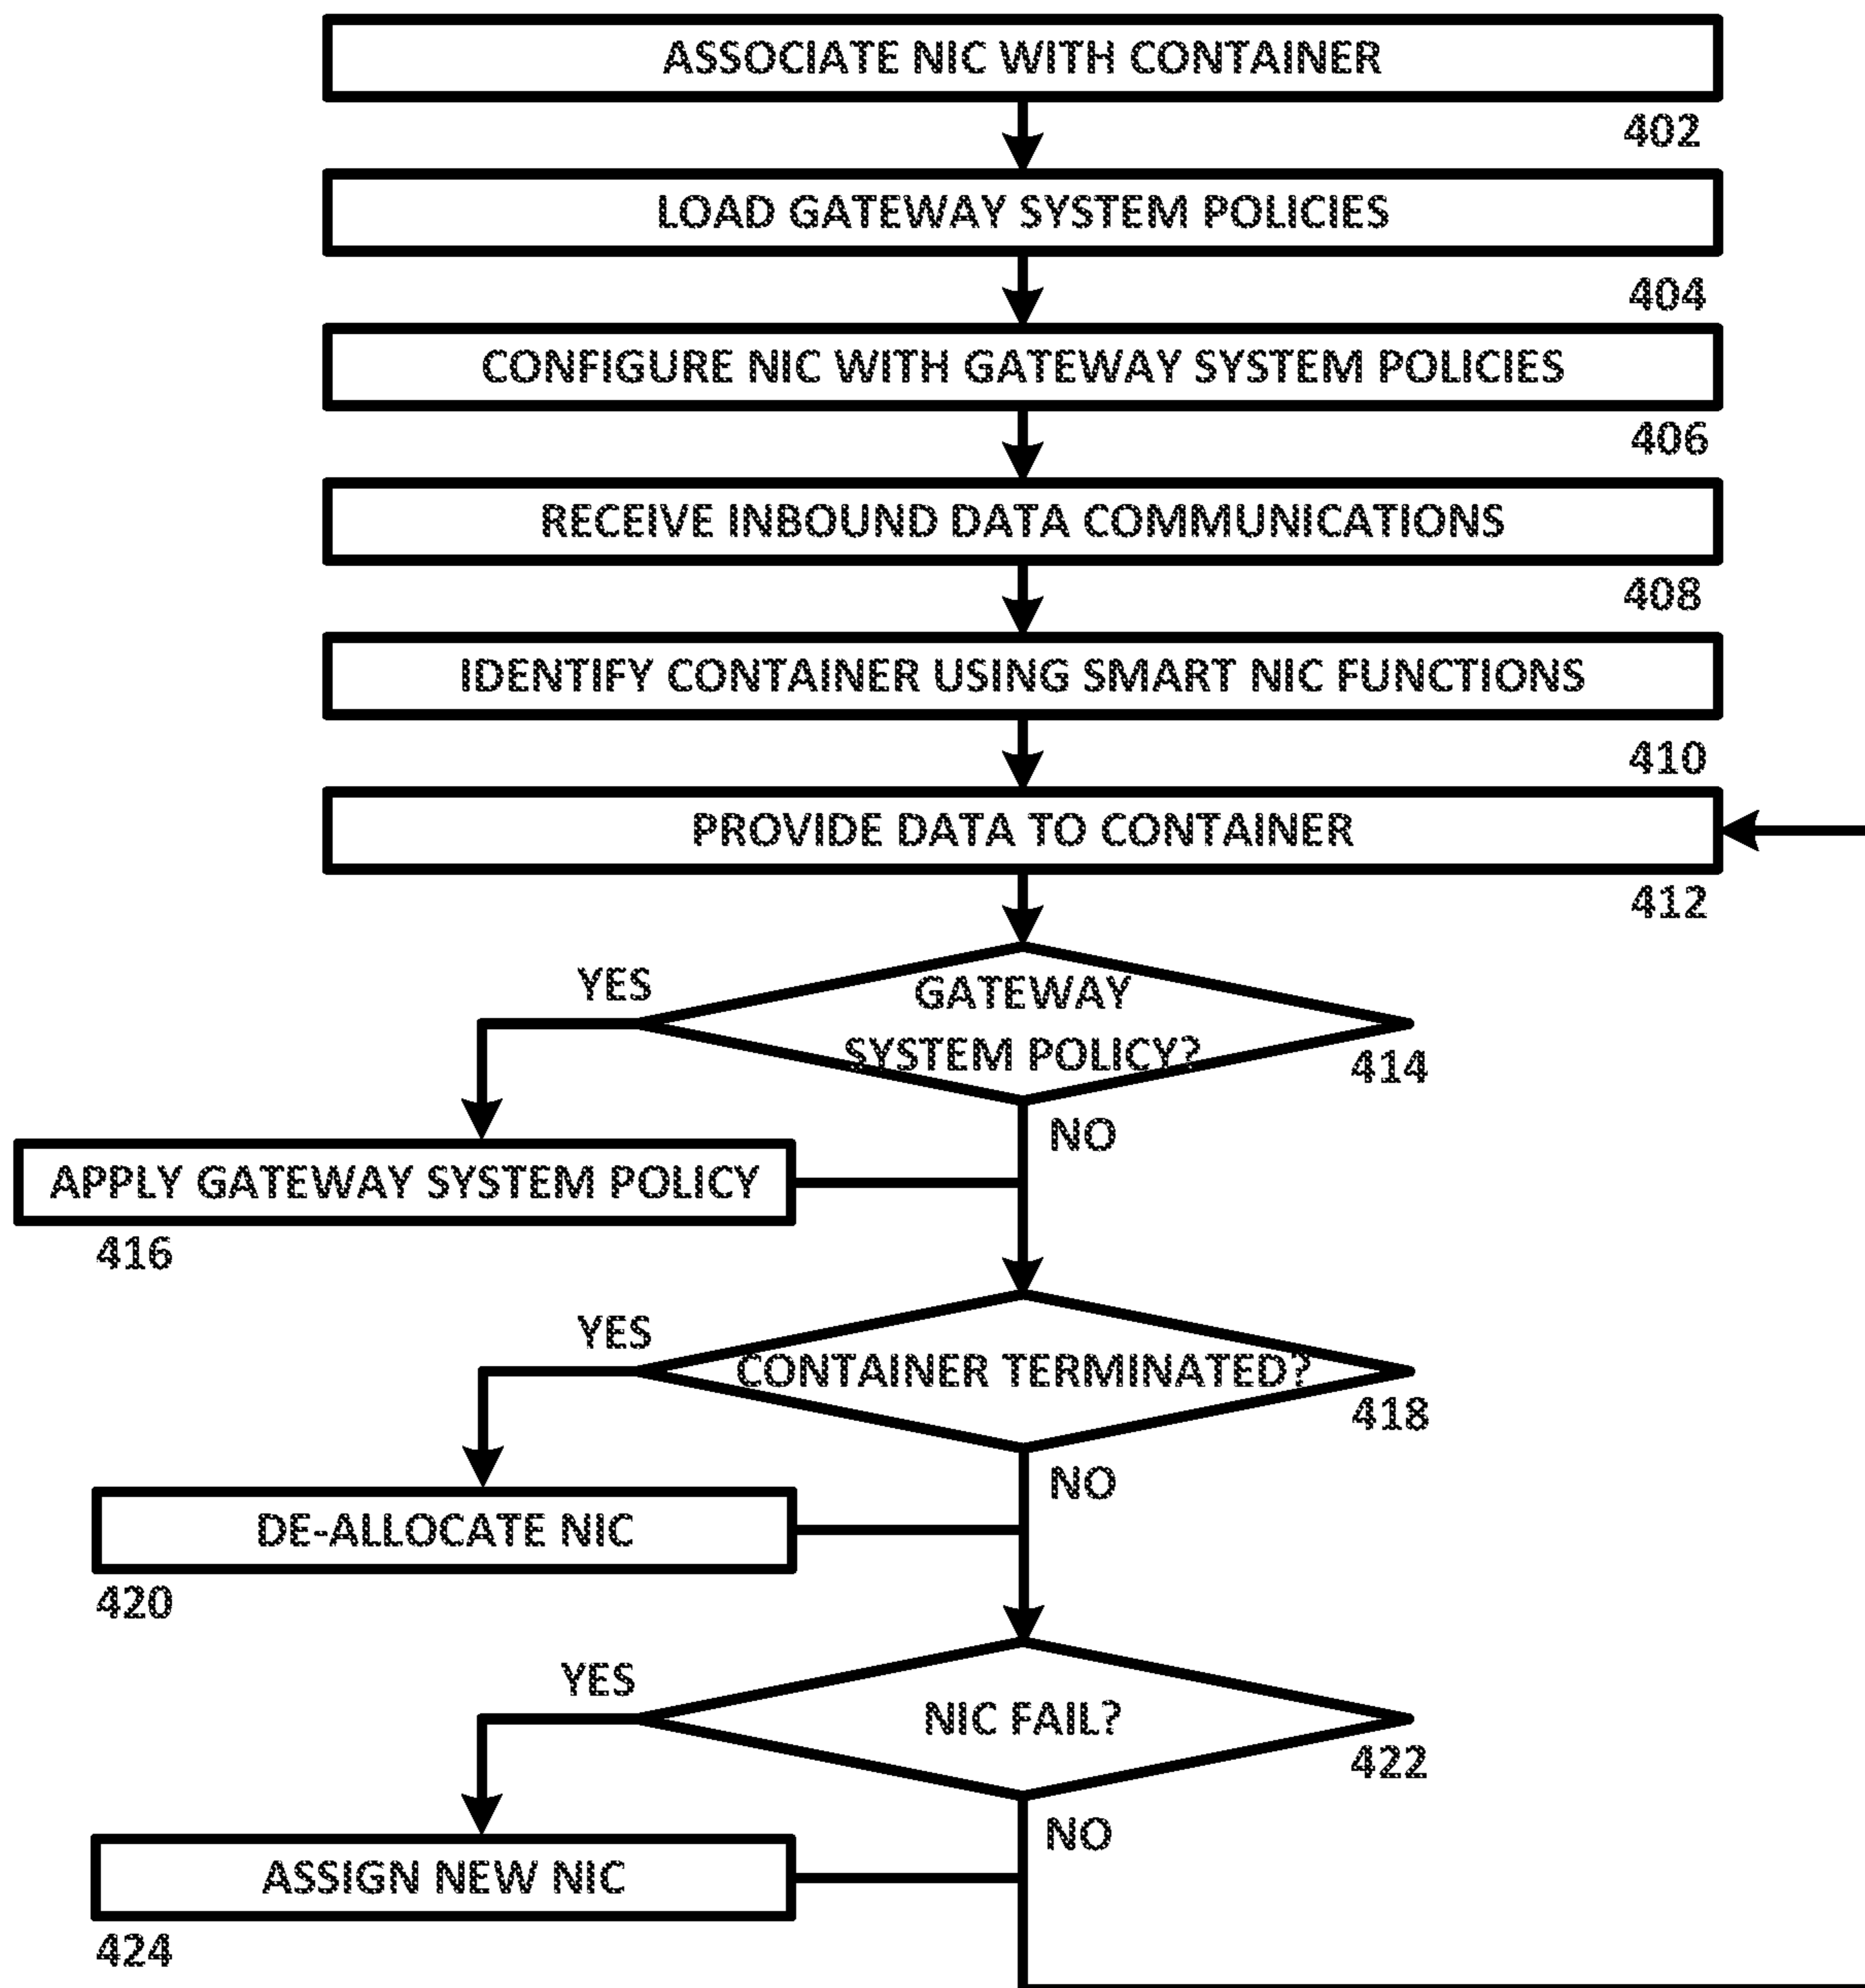 ASSOCIATE NIC WITH CONTAINER
402
LOAD GATEWAY SYSTEM POLICIES
404
CONFIGURE NIC WITH GATEWAY SYSTEM POLICIES
406
RECEIVE INBOUND DATA COMMUNICATIONS
408
IDENTIFY CONTAINER USING SMART NIC FUNCTIONS
410
PROVIDE DATA TO CONTAINER
412
YES
GATEWAY
SYSTEM POLICY?
414
NO
APPLY GATEWAY SYSTEM POLICY
416
YES
CONTAINER TERMINATED?
418
NO
DE-ALLOCATE NIC
420
YES
NIC FAIL?
422
NO
ASSIGN NEW NIC
424